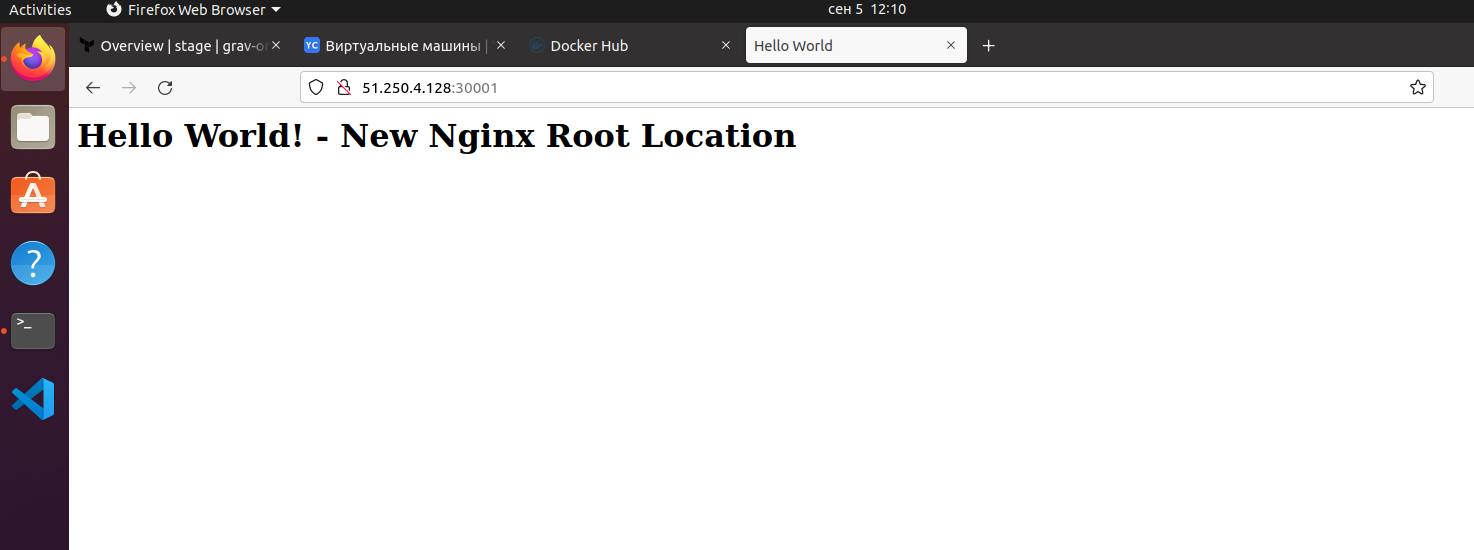 Activities Firefox Web Browser сен 5 12:10
Overview | stage | grav-o Виртуальные машины | Docker Hub Hello World
YC
51.250.4.128:30001
Hello World! - New Nginx Root Location